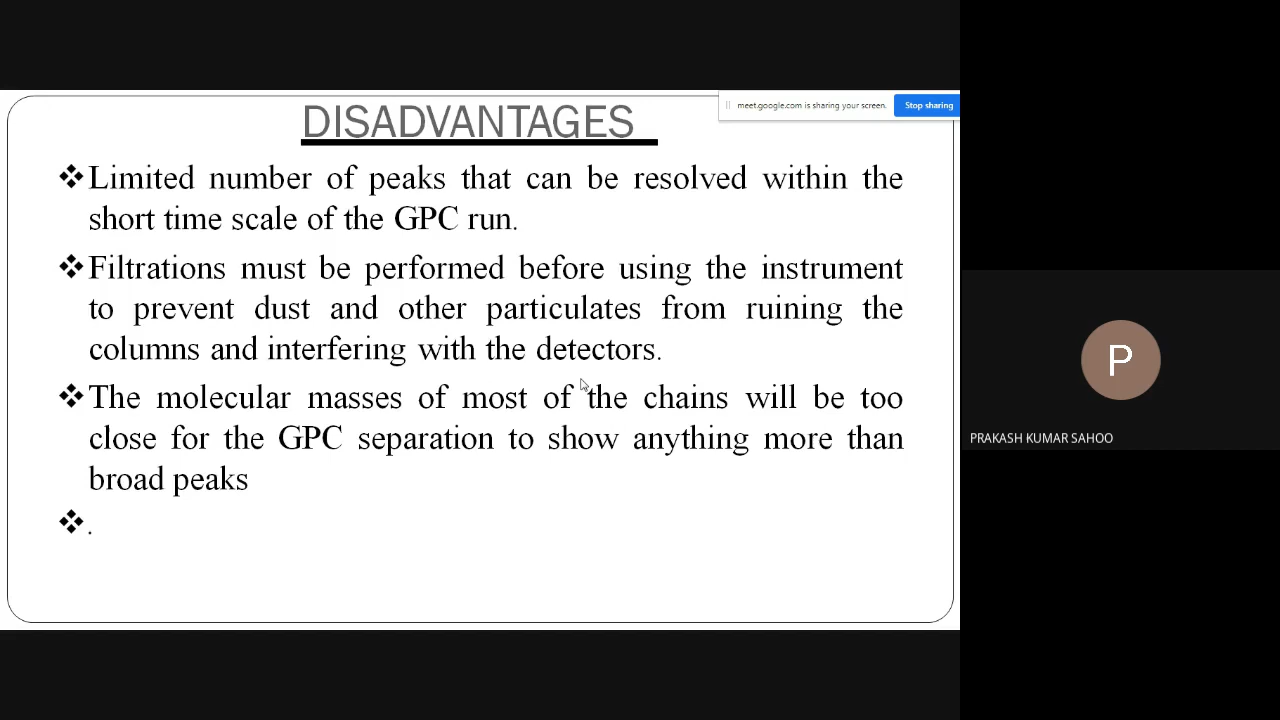 DISADVANTAGES
meet.google.com is sharing your screen.
Stop sharing
❖Limited number of peaks that can be resolved within the
short time scale of the GPC run.
❖Filtrations must be performed before using the instrument
to prevent dust and other particulates from ruining the
columns and interfering with the detectors.
❖The molecular masses of most of the chains will be too
close for the GPC separation to show anything more than
broad peaks
❖.
P
PRAKASH KUMAR SAHOO